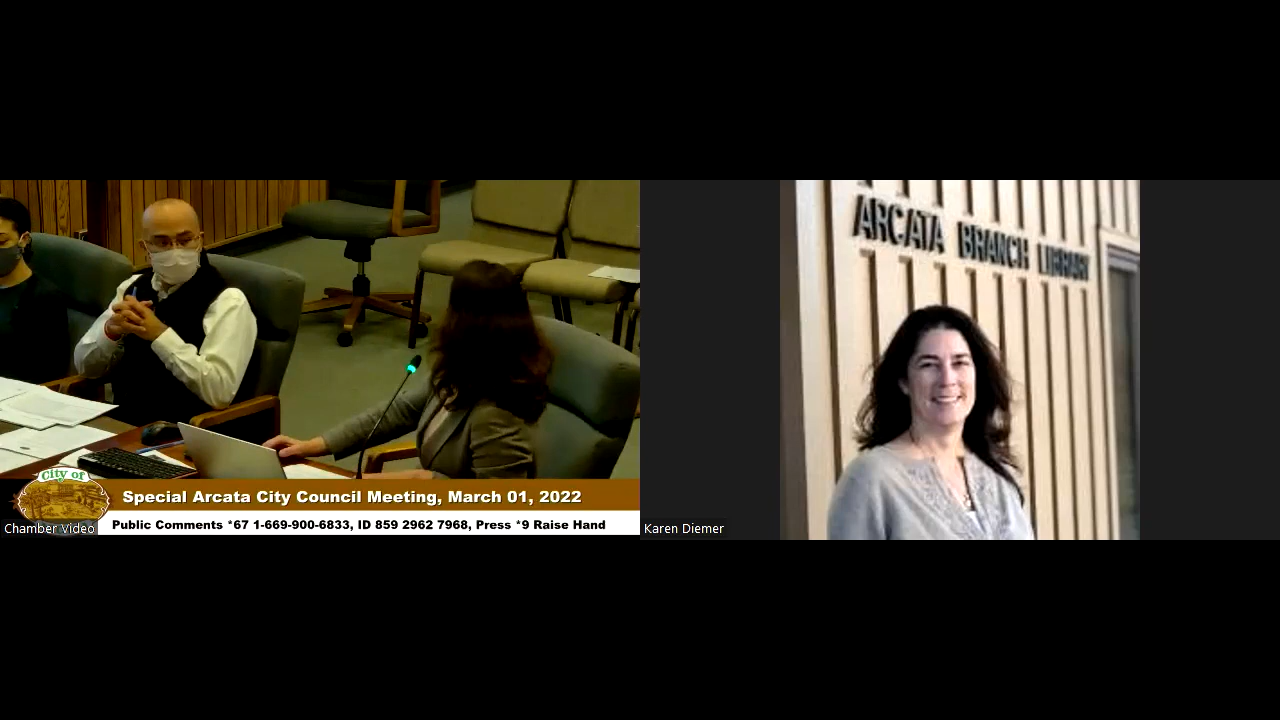 ARCATA BRANCH LIBRARY
City of
Special Arcata City Council Meeting, March 01, 2022
Public Comments *67 1-669-900-6833, ID 859 2962 7968, Press *9 Raise Hand
Chamber Video
Karen Diemer